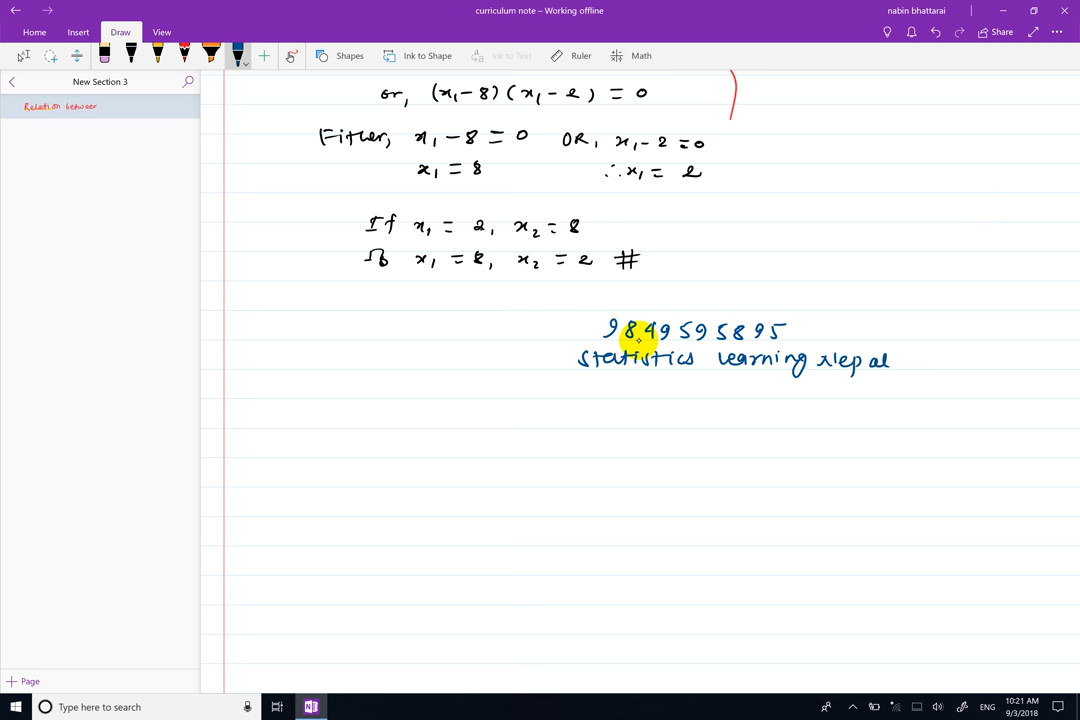 curriculum note – Working offline
nabin bhattarai
Home Insert Draw View
Share
Shapes Ink to Shape Ink to Text Ruler Math
New Section 3
Relation between
or, (x₁ - 8) (x₁ - 2) = 0
Either, x₁ - 8 = 0 OR, x₁ - 2 = 0
x₁ = 8 ∴ x₁ = 2
If x₁ = 2, x₂ = 8
x₁ = 8, x₂ = 2 #
9849595895
Statistics Learning Nepal
+ Page
Type here to search
ENG
10:21 AM
9/3/2018